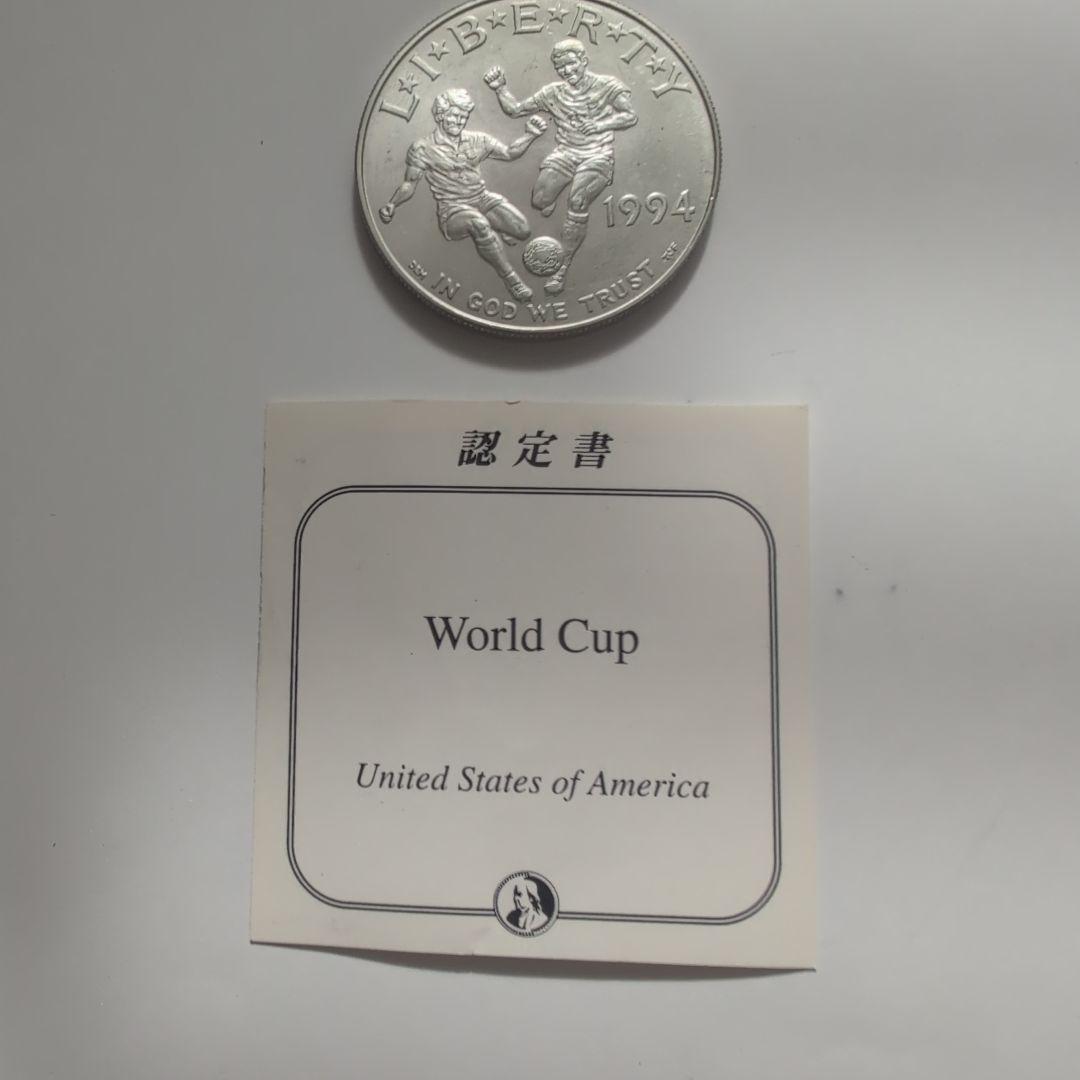 L★I★B★E★R★T★Y
1994
IN GOD WE TRUST
認定書
World Cup
United States of America